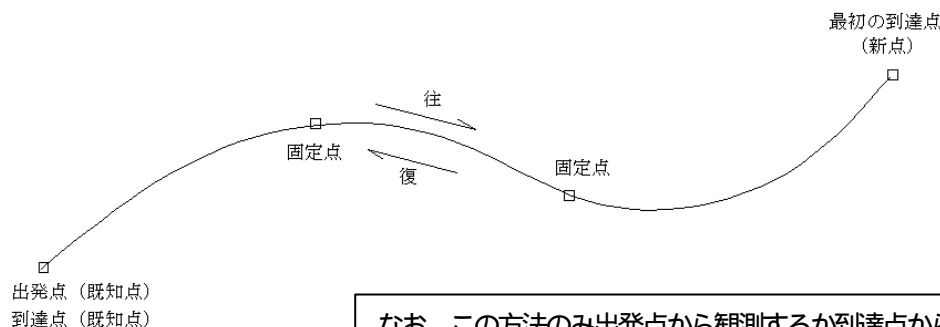 最初の到達点
(新点)
往
固定点
復
固定点
出発点(既知点)
到達点(既知点)
なお、この方法のみ出発点から観測するか到達点から